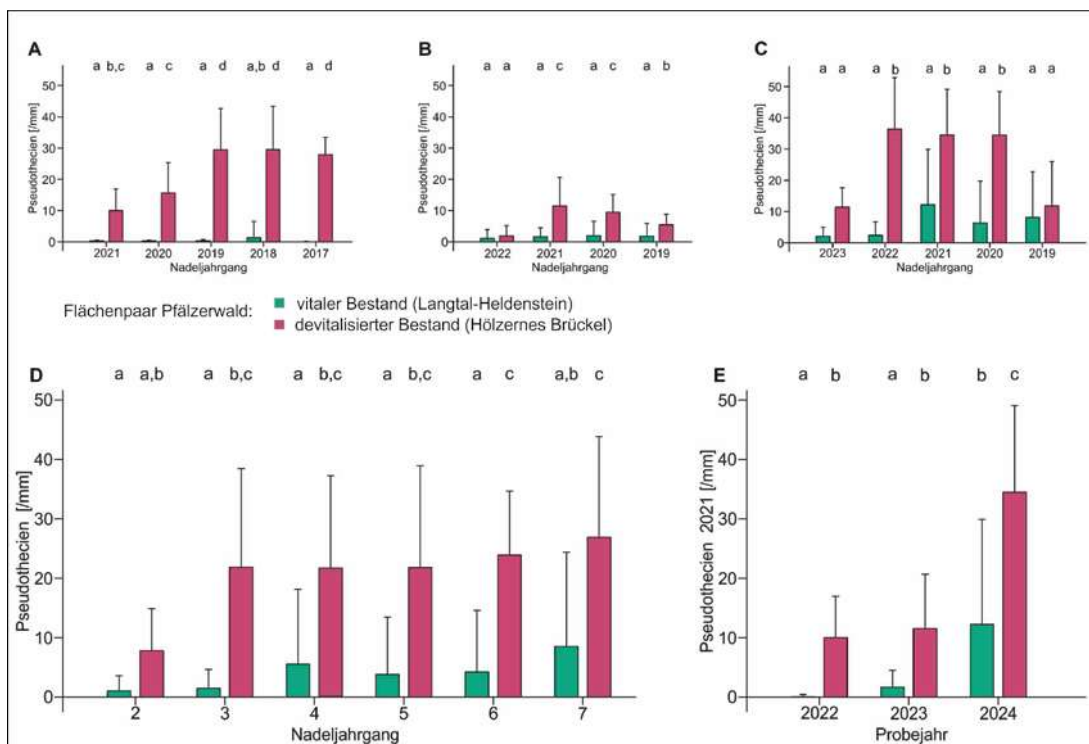 A
a b,c a c a d a,b d a d
50
40
30
20
10
0
Pseudothecien [/mm]
2021 2020 2019 2018 2017
Nadeljahrgang
B
a a a c a c a b
50
40
30
20
10
0
Pseudothecien [/mm]
2022 2021 2020 2019
Nadeljahrgang
C
a a a b a b a b a a
50
40
30
20
10
0
Pseudothecien [/mm]
2023 2022 2021 2020 2019
Nadeljahrgang
Flächenpaar Pfälzerwald:
vitaler Bestand (Langtal-Heldenstein)
devitalisierter Bestand (Hölzernes Brückel)
D
a a,b a b,c a b,c a b,c a c a,b c
50
40
30
20
10
0
Pseudothecien [/mm]
2 3 4 5 6 7
Nadeljahrgang
E
a b a b b c
50
40
30
20
10
0
Pseudothecien 2021 [/mm]
2022 2023 2024
Probejahr